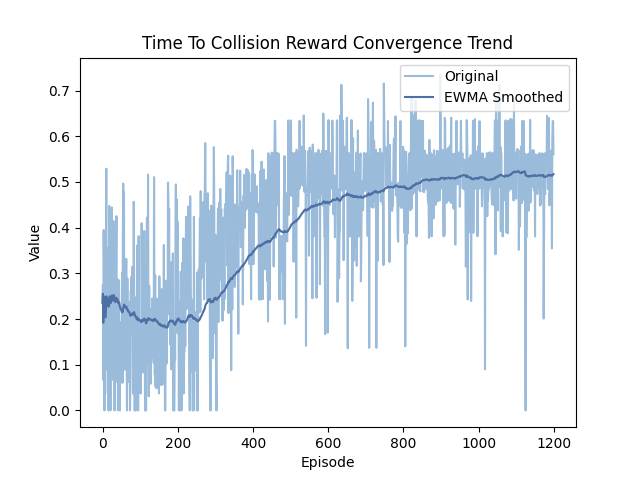 Time To Collision Reward Convergence Trend
Original
EWMA Smoothed
Value
0.7
0.6
0.5
0.4
0.3
0.2
0.1
0.0
0 200 400 600 800 1000 1200
Episode